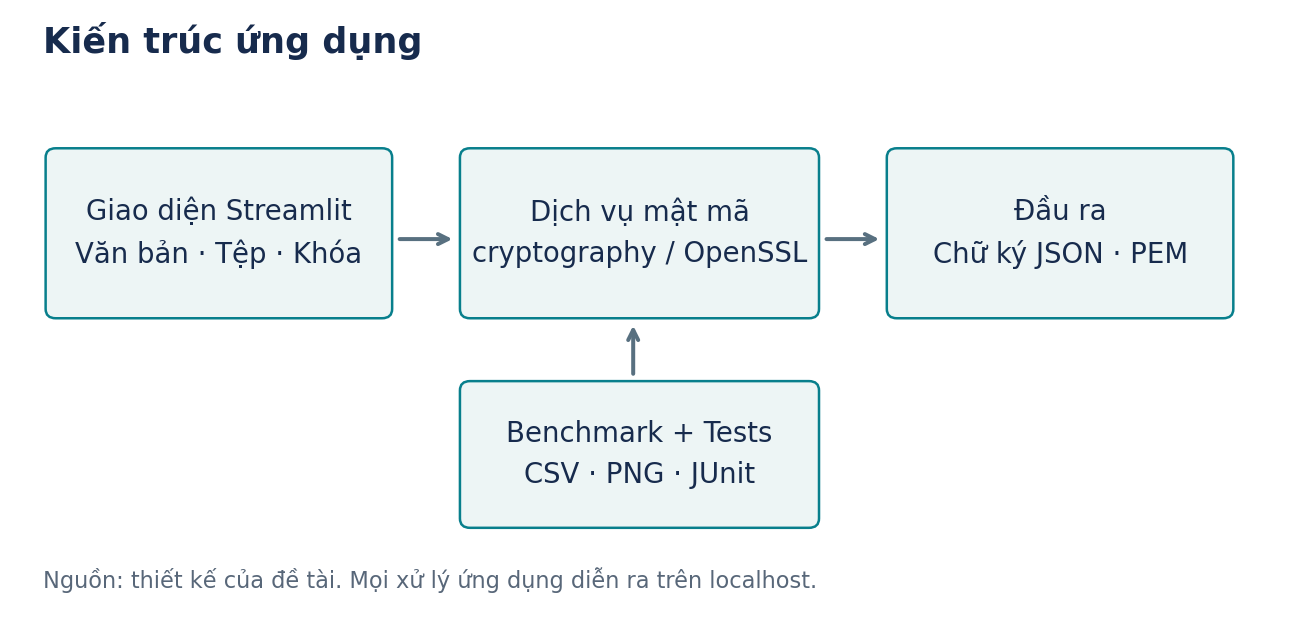 Kiến trúc ứng dụng
Giao diện Streamlit
Văn bản · Tệp · Khóa
Dịch vụ mật mã
cryptography / OpenSSL
Đầu ra
Chữ ký JSON · PEM
Benchmark + Tests
CSV · PNG · JUnit
Nguồn: thiết kế của đề tài. Mọi xử lý ứng dụng diễn ra trên localhost.